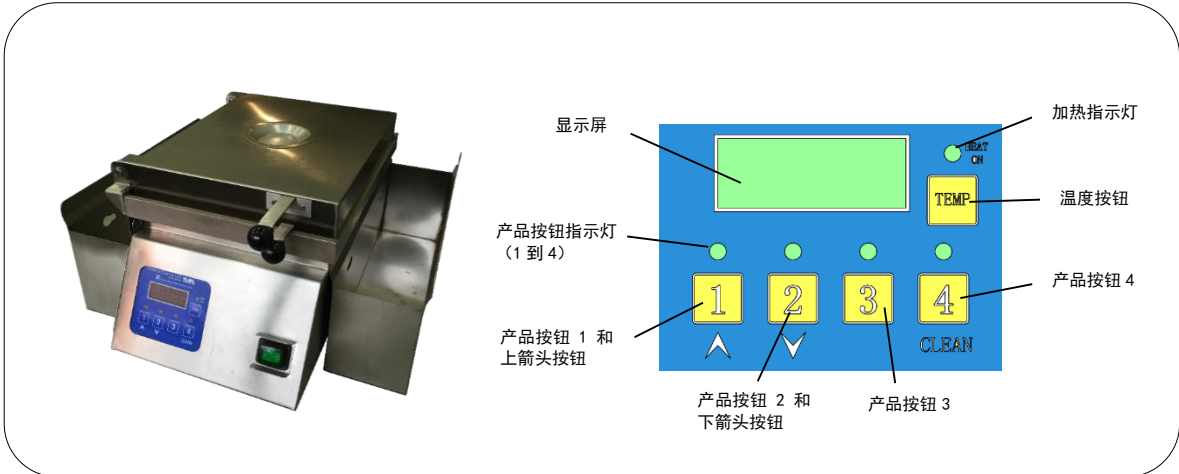 显示屏
加热指示灯
HEAT
ON
TEMP
温度按钮
产品按钮指示灯
（1 到 4）
1
2
3
4
产品按钮 4
CLEAN
产品按钮 1 和
上箭头按钮
产品按钮 2 和
下箭头按钮
产品按钮 3